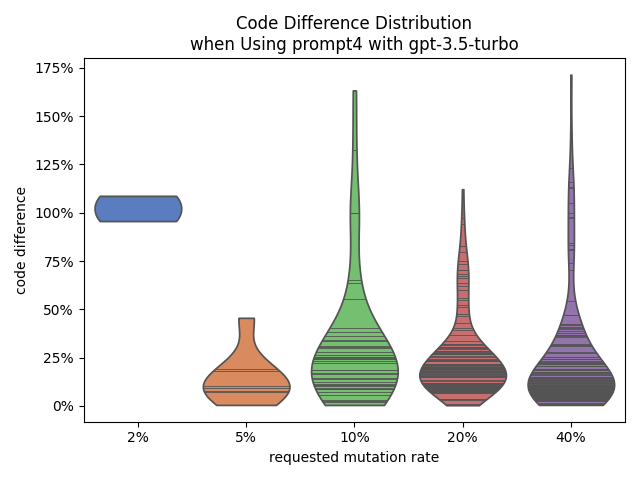 Code Difference Distribution
when Using prompt4 with gpt-3.5-turbo
175%
150%
125%
100%
75%
50%
25%
0%
code difference
2% 5% 10% 20% 40%
requested mutation rate